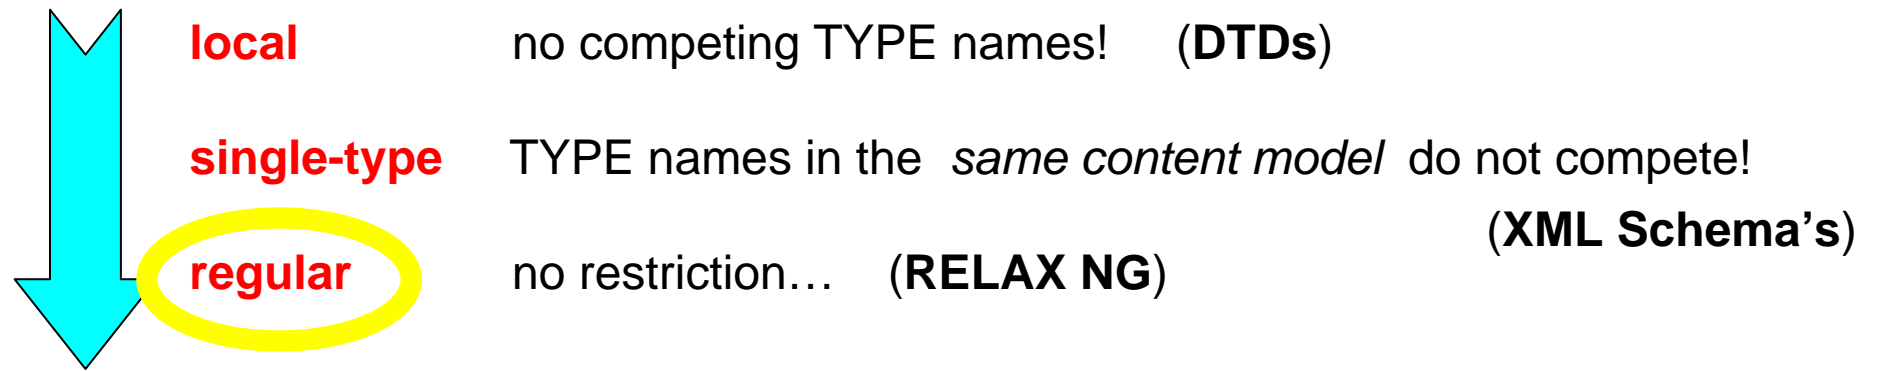 local no competing TYPE names! (DTDs)
single-type TYPE names in the same content model do not compete!
(XML Schema’s)
regular no restriction… (RELAX NG)